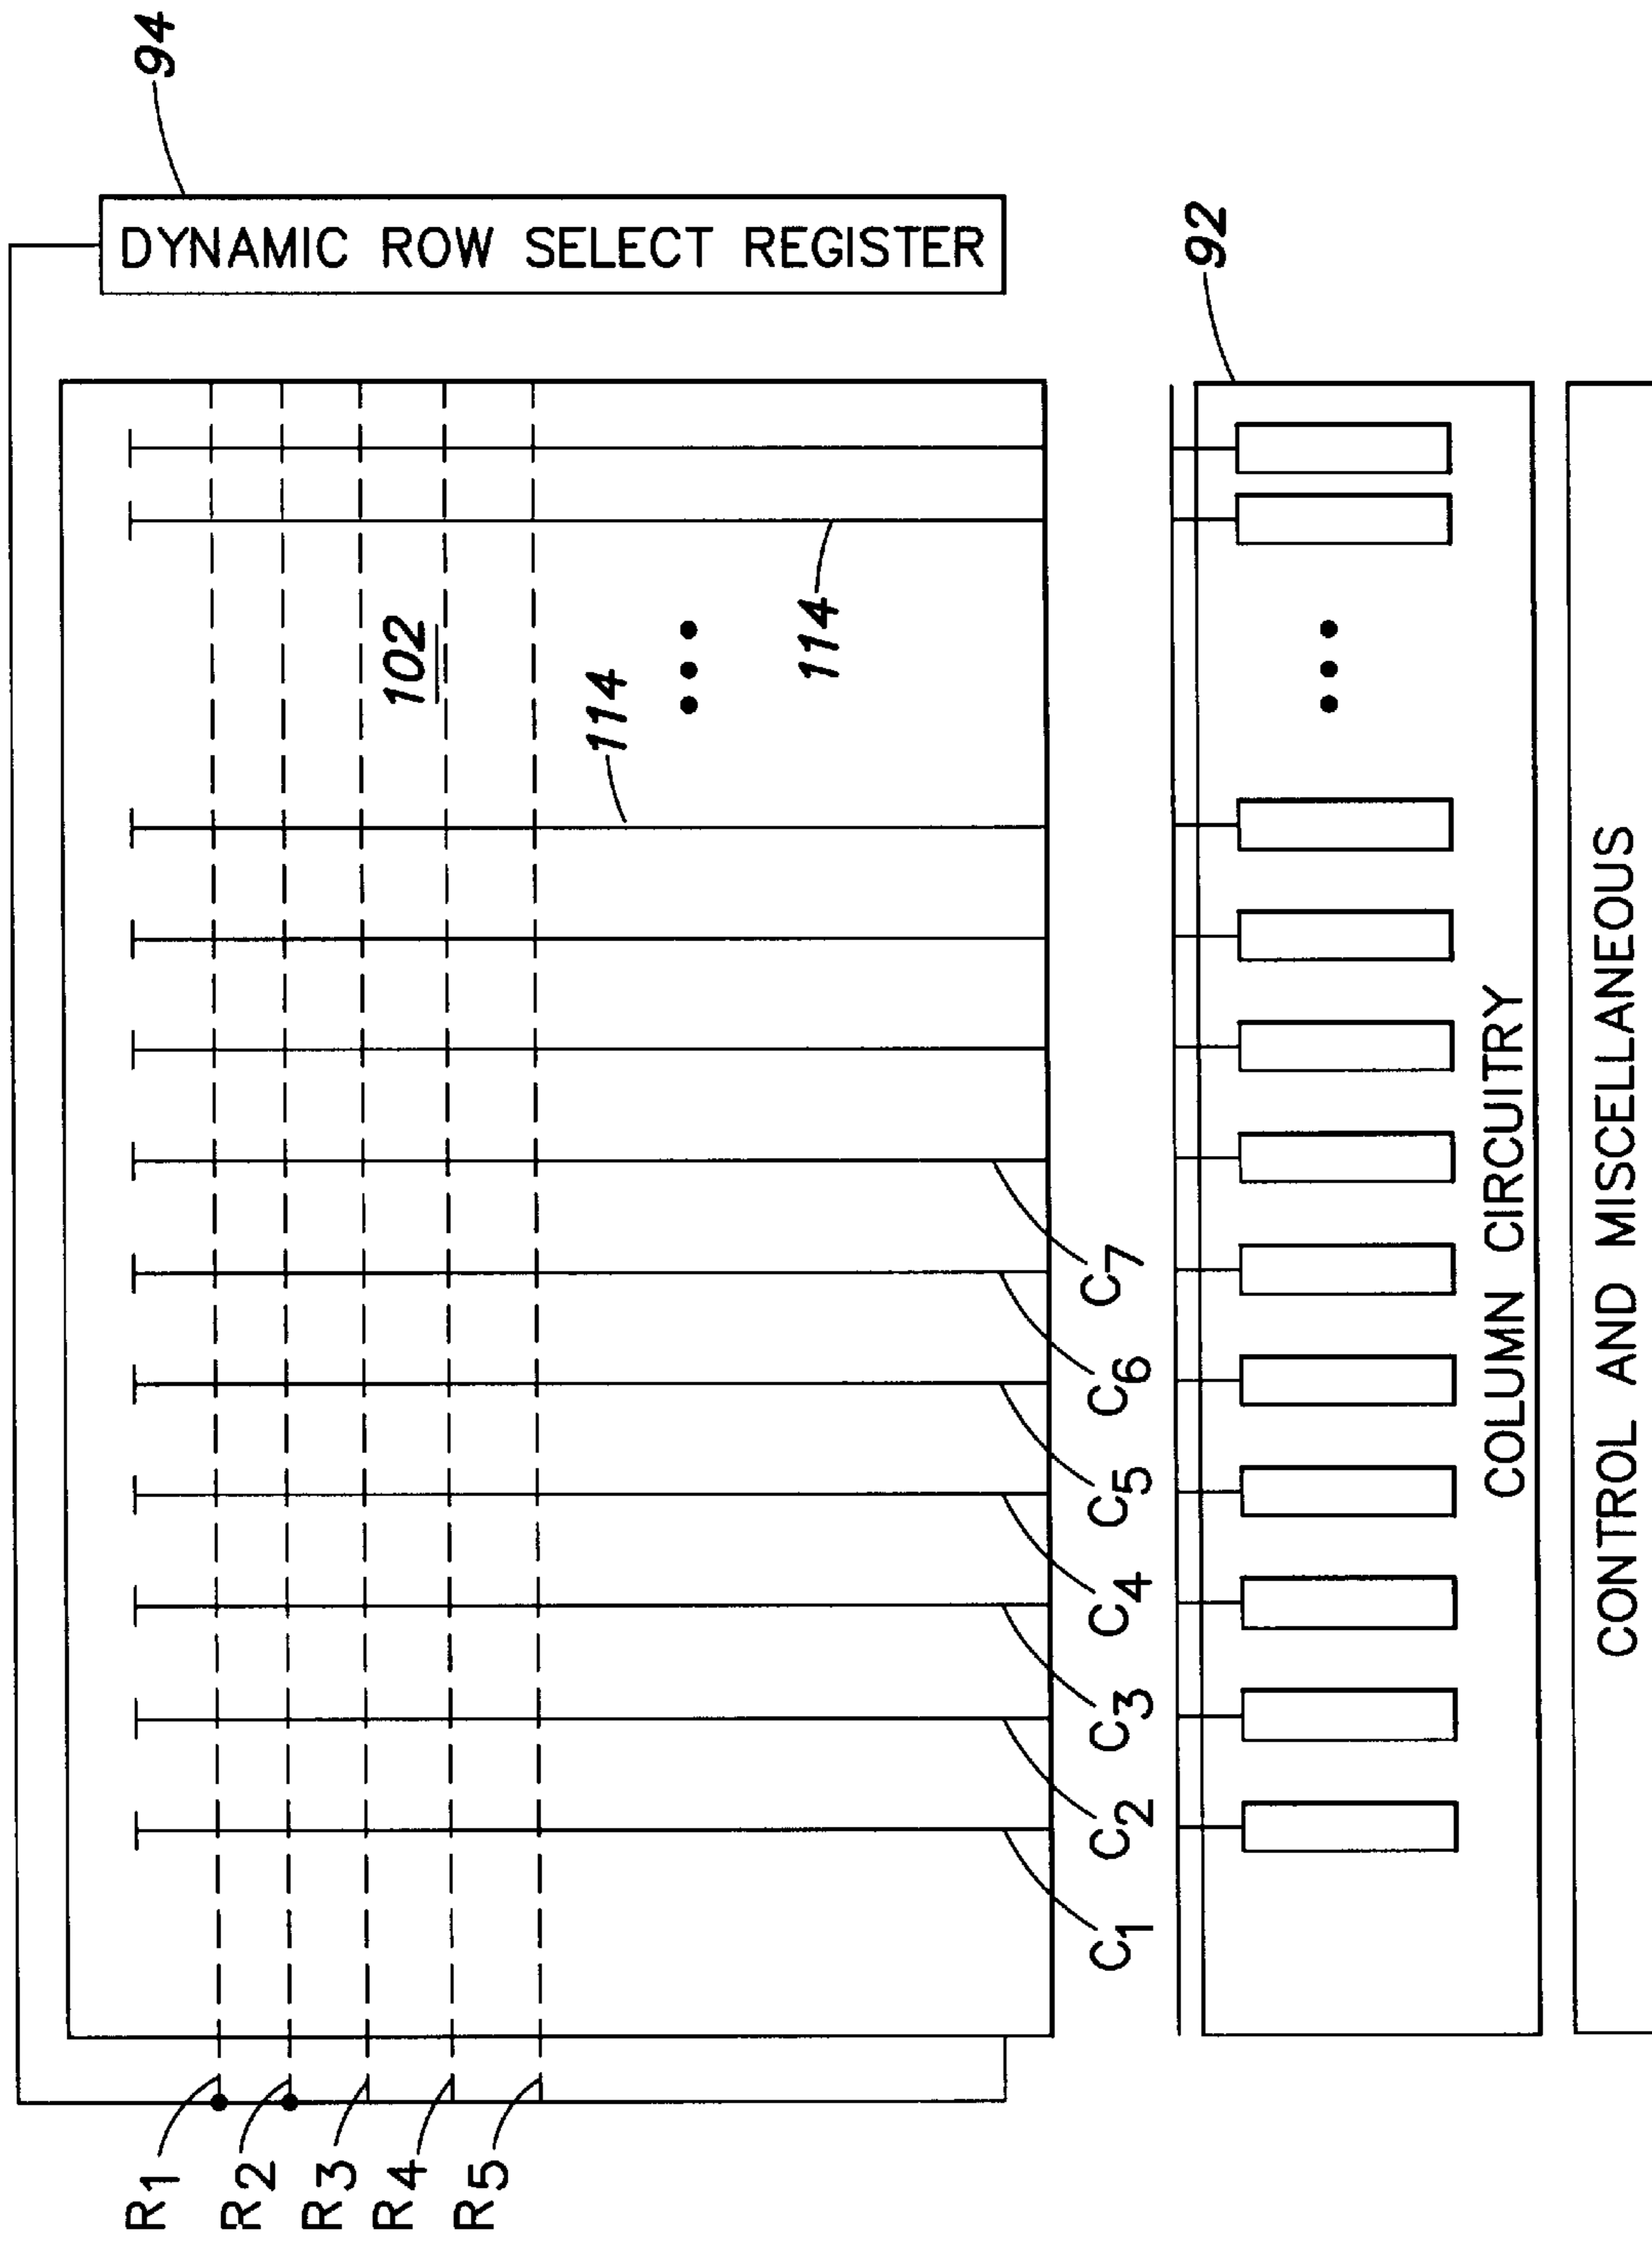 94
DYNAMIC ROW SELECT REGISTER
92
102
114
114
R1
R2
R3
R4
R5
C1
C2
C3
C4
C5
C6
C7
COLUMN CIRCUITRY
CONTROL AND MISCELLANEOUS